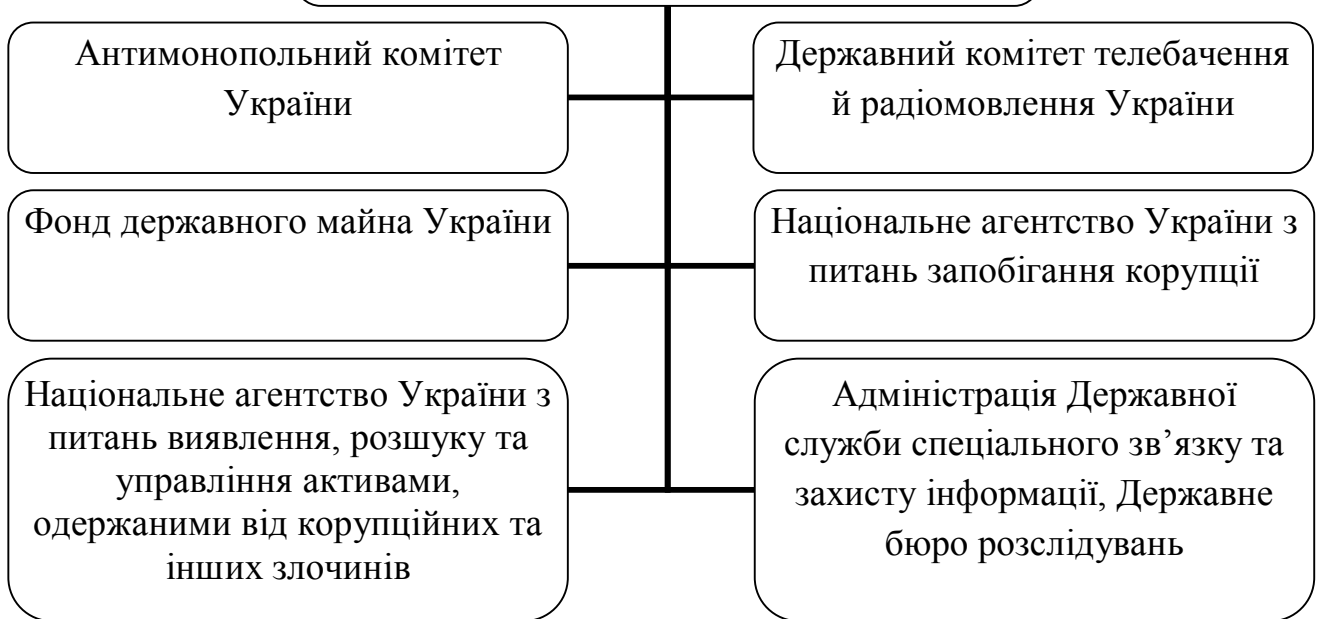 Антимонопольний комітет
України
Державний комітет телебачення
й радіомовлення України
Фонд державного майна України
Національне агентство України з
питань запобігання корупції
Національне агентство України з
питань виявлення, розшуку та
управління активами,
одержаними від корупційних та
інших злочинів
Адміністрація Державної
служби спеціального зв’язку та
захисту інформації, Державне
бюро розслідувань